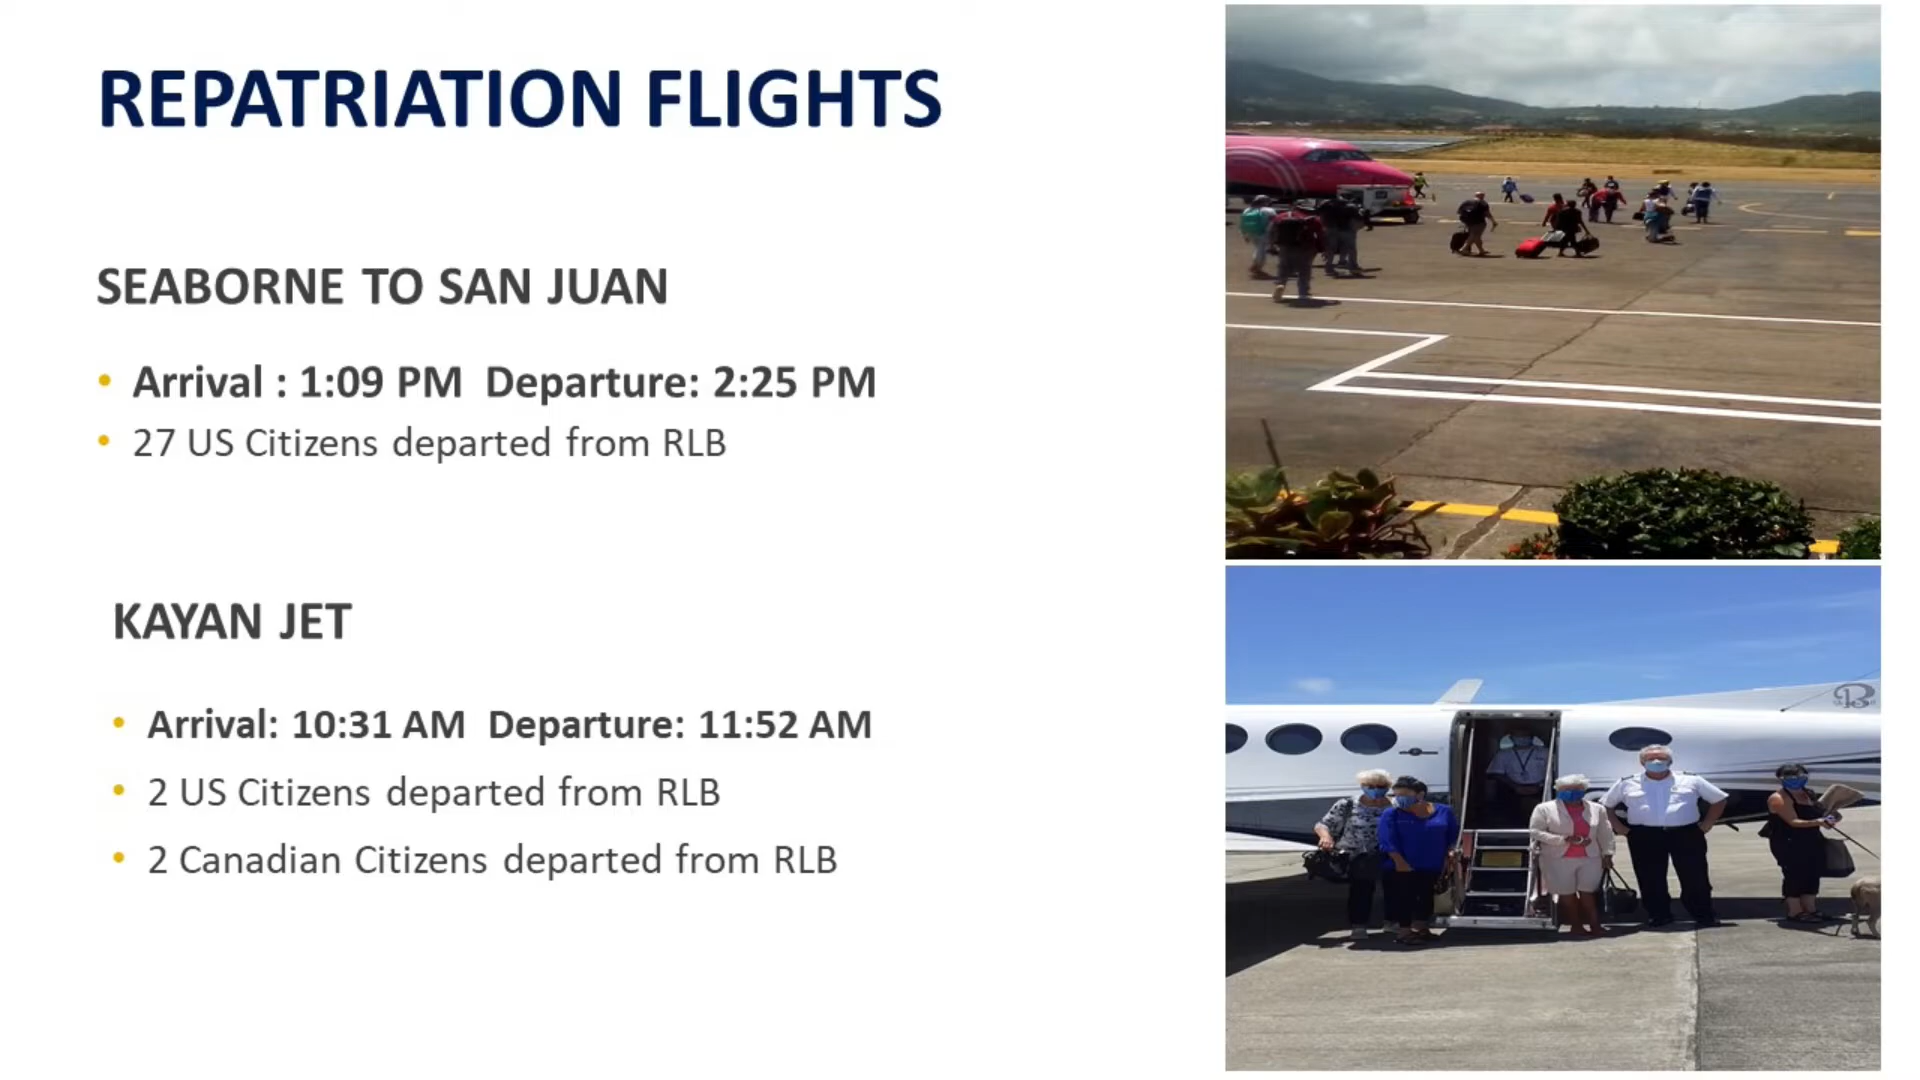 REPATRIATION FLIGHTS
SEABORNE TO SAN JUAN
• Arrival : 1:09 PM Departure: 2:25 PM
• 27 US Citizens departed from RLB
KAYAN JET
• Arrival: 10:31 AM Departure: 11:52 AM
• 2 US Citizens departed from RLB
• 2 Canadian Citizens departed from RLB
B